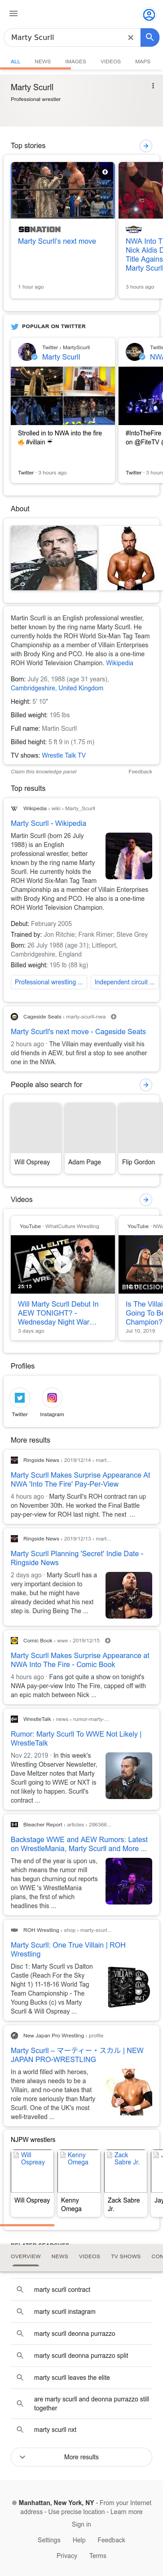 Marty Scurll
ALL NEWS IMAGES VIDEOS MAPS
Marty Scurll
Professional wrestler
Top stories
SBNATION
Marty Scurll's next move
1 hour ago
NWA Into T
Nick Aldis D
Title Agains
Marty Scurll
3 hours ago
POPULAR ON TWITTER
Twitter › MartyScurll
Marty Scurll
Strolled in to NWA into the fire
🔥 #villain ☔
Twitter · 3 hours ago
Twitte
NWA
#IntoTheFire
on @FiteTV
Twitter · 3 hour
About
Marty Scurll is an English professional wrestler, better known by the ring name Marty Scurll. He currently holds the ROH World Six-Man Tag Team Championship as a member of Villain Enterprises with Brody King and PCO. He is also a one-time ROH World Television Champion. Wikipedia
Born: July 26, 1988 (age 31 years), Cambridgeshire, United Kingdom
Height: 5′ 10″
Billed weight: 195 lbs
Full name: Martin Scurll
Billed height: 5 ft 9 in (1.75 m)
TV shows: Wrestle Talk TV
Claim this knowledge panel Feedback
Top results
W Wikipedia › wiki › Marty_Scurll
Marty Scurll - Wikipedia
Martin Scurll (born 26 July 1988) is an English professional wrestler, better known by the ring name Marty Scurll. He currently holds the ROH World Six-Man Tag Team Championship as a member of Villain Enterprises with Brody King and PCO. He is also a one-time ROH World Television Champion.
Debut: February 2005
Trained by: Jon Ritchie; Frank Rimer; Steve Grey
Born: 26 July 1988 (age 31); Littleport, Cambridgeshire, England
Billed weight: 195 lb (88 kg)
Professional wrestling ...
Independent circuit ...
Cageside Seats › marty-scurll-nwa
Marty Scurll's next move - Cageside Seats
2 hours ago · The Villain may eventually visit his old friends in AEW, but first a stop to see another one in the NWA.
People also search for
Will Ospreay
Adam Page
Flip Gordon
Videos
YouTube · WhatCulture Wrestling
ALL ELITE
AEW
WRESTLING
25:15
Will Marty Scurll Debut In AEW TONIGHT? - Wednesday Night War…
3 days ago
YouTube · NW
DECISION
Is The Villai
Going To Be
Champion?
Jul 10, 2019
Profiles
Twitter
Instagram
More results
Ringside News › 2019/12/14 › mart...
Marty Scurll Makes Surprise Appearance At NWA 'Into The Fire' Pay-Per-View
4 hours ago · Marty Scurll's ROH contract ran up on November 30th. He worked the Final Battle pay-per-view for ROH last night. The next ...
Ringside News › 2019/12/13 › mart...
Marty Scurll Planning 'Secret' Indie Date - Ringside News
2 days ago · Marty Scurll has a very important decision to make, but he might have already decided what his next step is. During Being The ...
Comic Book › wwe › 2019/12/15
Marty Scurll Makes Surprise Appearance at NWA Into The Fire - Comic Book
4 hours ago · Fans got quite a show on tonight's NWA pay-per-view Into The Fire, capped off with an epic match between Nick ...
WrestleTalk › news › rumor-marty-...
Rumor: Marty Scurll To WWE Not Likely | WrestleTalk
Nov 22, 2019 · In this week's Wrestling Observer Newsletter, Dave Meltzer noted that Marty Scurll going to WWE is not likely to happen. Scurll's contract ...
Bleacher Report › articles › 286366...
Backstage WWE and AEW Rumors: Latest on WrestleMania, Marty Scurll and More ...
The end of the year is upon us, which means the rumor mill has begun churning out reports on WWE 's WrestleMania plans, the first of which headlines this ...
ROH Wrestling › shop › marty-scurl...
Marty Scurll: One True Villain | ROH Wrestling
Disc 1: Marty Scurll vs Dalton Castle (Reach For the Sky Night 1) 11-18-16 World Tag Team Championship - The Young Bucks (c) vs Marty Scurll & Will Ospreay ...
New Japan Pro Wrestling › profile
Marty Scurll – マーティー・スカル | NEW JAPAN PRO-WRESTLING
In a world filled with heroes, there always needs to be a Villain, and no-one takes that role more seriously than Marty Scurll. One of the UK's most well-travelled ...
NJPW wrestlers
Will Ospreay
Will Ospreay
Kenny Omega
Kenny Omega
Zack Sabre Jr.
Zack Sabre Jr.
Jay
OVERVIEW NEWS VIDEOS TV SHOWS CON
marty scurll contract
marty scurll instagram
marty scurll deonna purrazzo
marty scurll deonna purrazzo split
marty scurll leaves the elite
are marty scurll and deonna purrazzo still together
marty scurll nxt
More results
Manhattan, New York, NY - From your Internet address - Use precise location - Learn more
Sign in
Settings Help Feedback
Privacy Terms